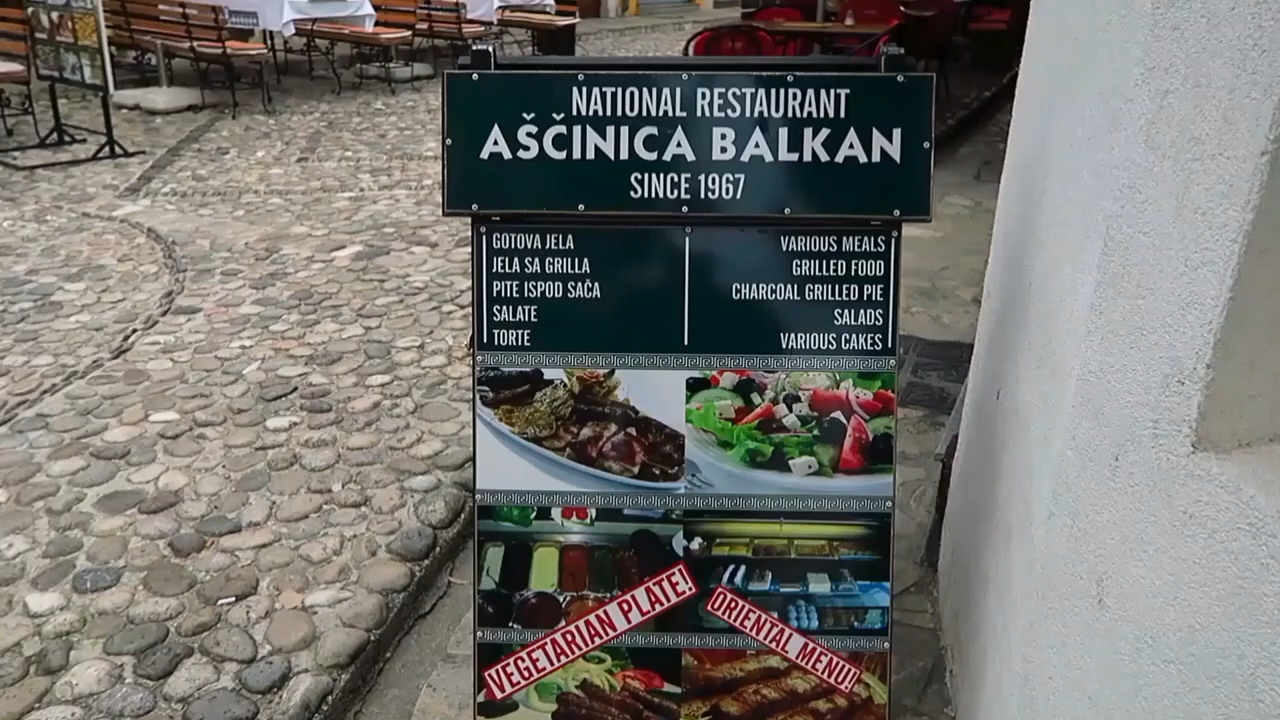 NATIONAL RESTAURANT
AŠČINICA BALKAN
SINCE 1967
GOTOVA JELA
JELA SA GRILLA
PITE ISPOD SAČA
SALATE
TORTE
VARIOUS MEALS
GRILLED FOOD
CHARCOAL GRILLED PIE
SALADS
VARIOUS CAKES
VEGETARIAN PLATE!
ORIENTAL MENU!